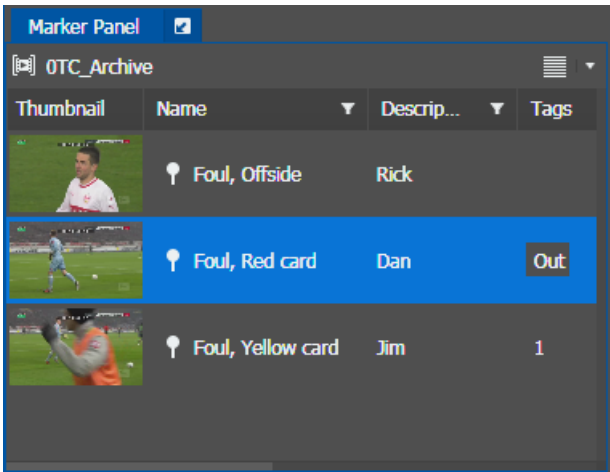 Marker Panel
0TC_Archive
Thumbnail Name Descrip... Tags
Foul, Offside Rick
Foul, Red card Dan Out
Foul, Yellow card Jim 1